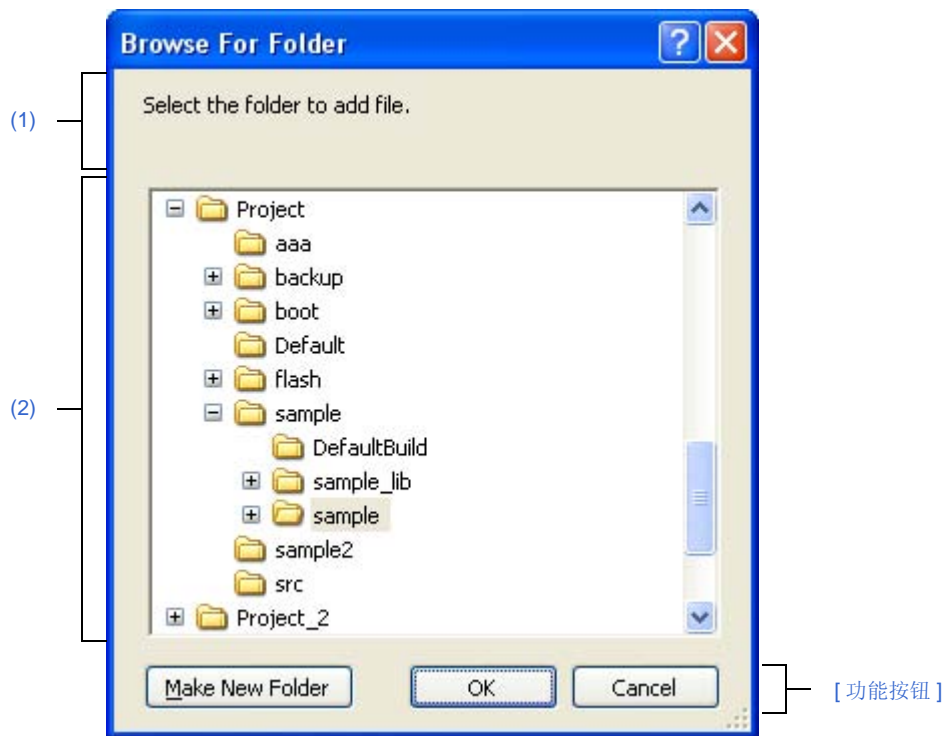 Browse For Folder
(1)
Select the folder to add file.
(2)
Project
aaa
backup
boot
Default
flash
sample
DefaultBuild
sample_lib
sample
sample2
src
Project_2
Make New Folder
OK
Cancel
[ 功能按钮 ]